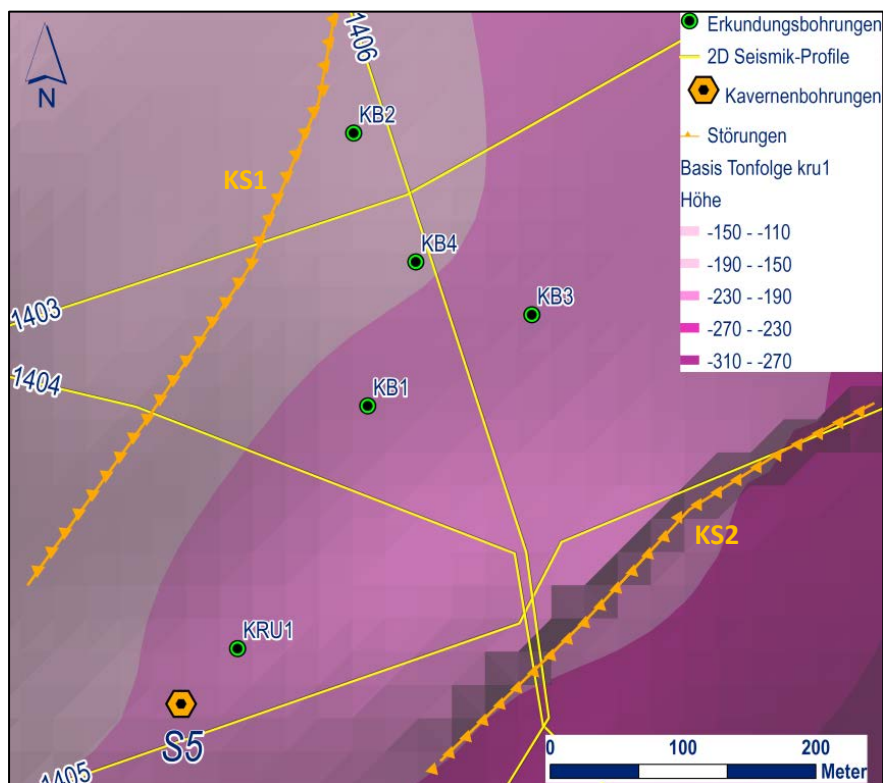 1406
Erkundungsbohrungen
2D Seismik-Profile
Kavernenbohrungen
Störungen
Basis Tonfolge kru1
Höhe
-150 - -110
-190 - -150
-230 - -190
-270 - -230
-310 - -270
N
KB2
KS1
KB4
1403
KB3
1404
KB1
KS2
KRU1
S5
1405
0 100 200
Meter